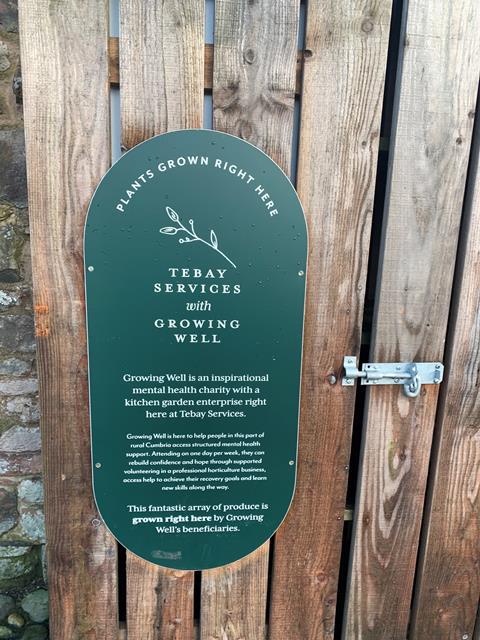 PLANTS GROWN RIGHT HERE
TEBAY
SERVICES
with
GROWING
WELL
Growing Well is an inspirational
mental health charity with a
kitchen garden enterprise right
here at Tebay Services.
Growing Well is here to help people in this part of
rural Cumbria access structured mental health
support. Attending on one day per week, they can
rebuild confidence and hope through supported
volunteering in a professional horticulture business,
access help to achieve their recovery goals and learn
new skills along the way.
This fantastic array of produce is
grown right here by Growing
Well's beneficiaries.